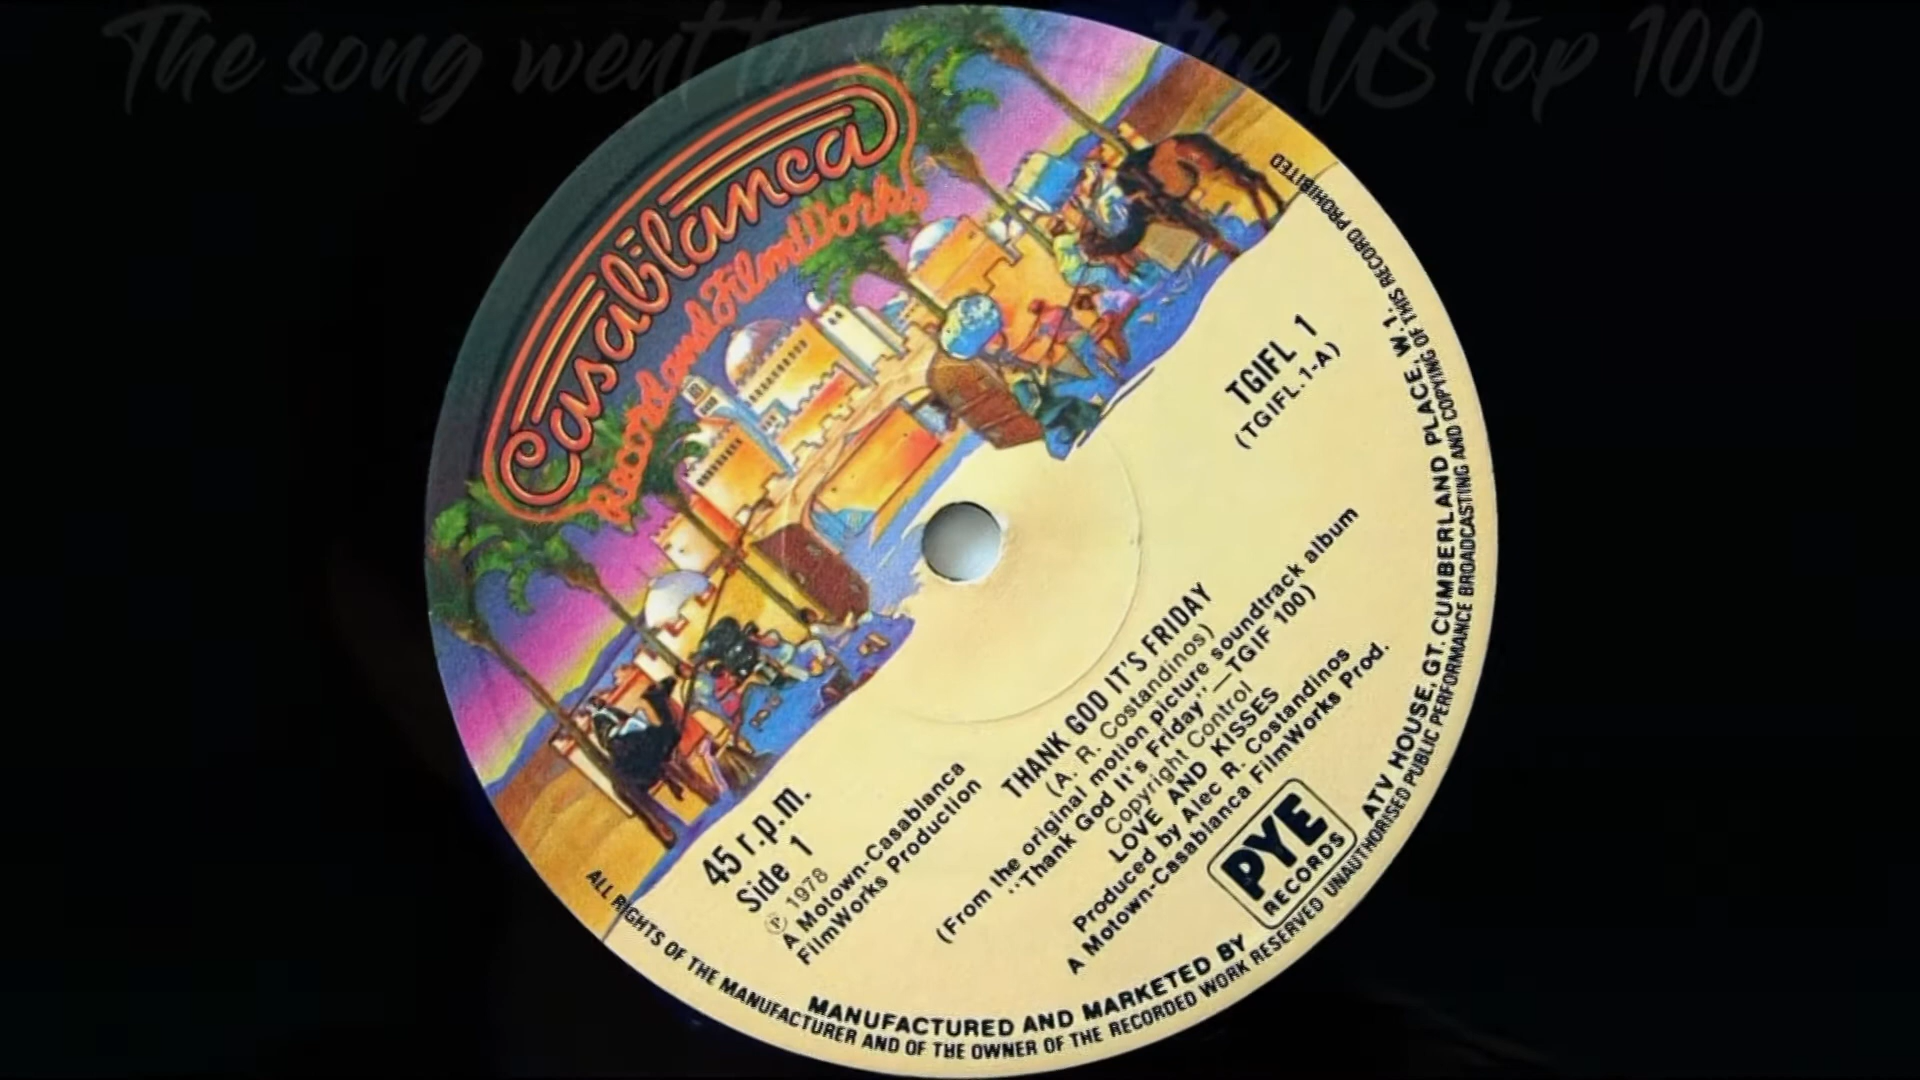 The song went to the US top 100
Casablanca
Record and FilmWorks
TGIFL 1
(TGIFL.1-A)
45 r.p.m.
Side 1
℗ 1978
A Motown-Casablanca
FilmWorks Production
THANK GOD IT'S FRIDAY
(A. R. Costandinos)
(From the original motion picture soundtrack album
"Thank God It's Friday"—TGIF 100)
Copyright Control
LOVE AND KISSES
Produced by Alec R. Costandinos
A Motown-Casablanca FilmWorks Prod.
PYE
RECORDS
MANUFACTURED AND MARKETED BY
ATV HOUSE, GT. CUMBERLAND PLACE, W.1.
ALL RIGHTS OF THE MANUFACTURER AND OF THE OWNER OF THE RECORDED WORK RESERVED UNAUTHORISED PUBLIC PERFORMANCE BROADCASTING AND COPYING OF THIS RECORD PROHIBITED